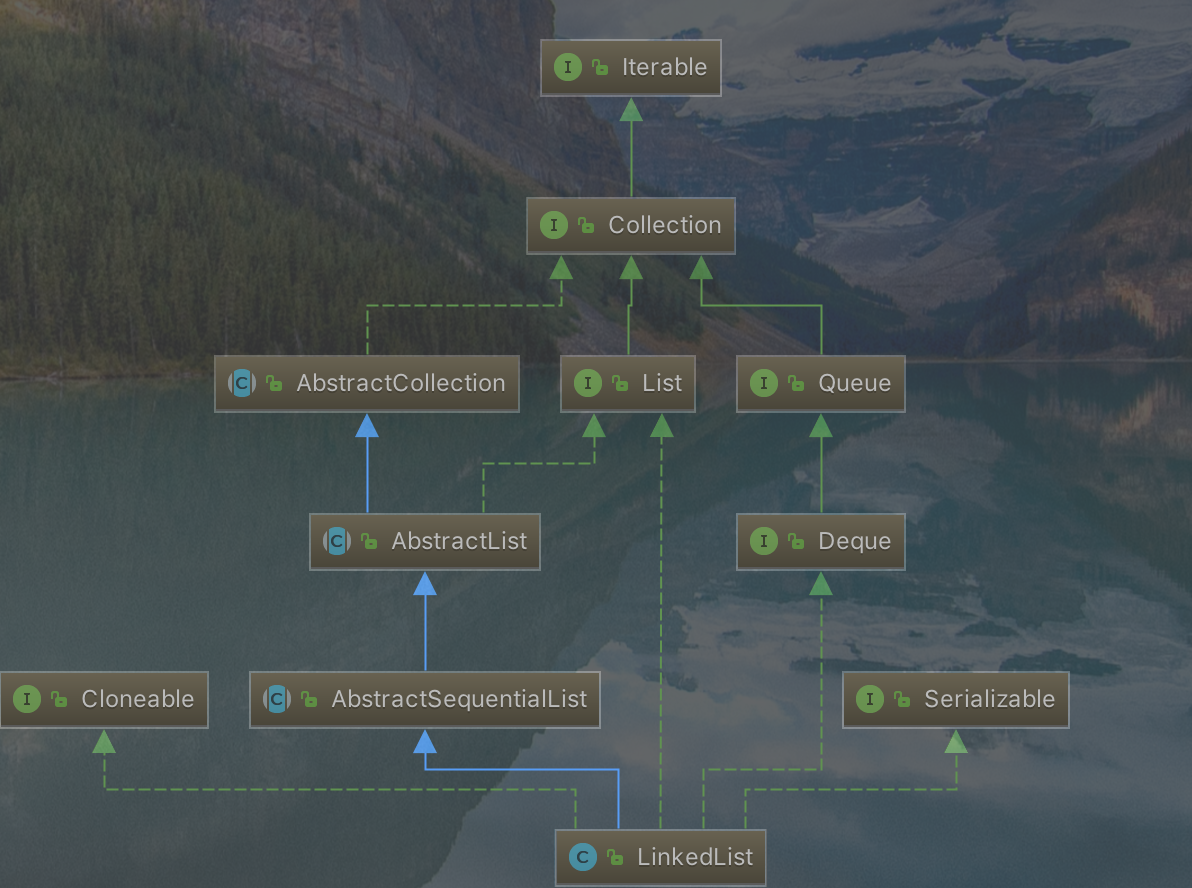 I Iterable
I Collection
C AbstractCollection
I List
I Queue
C AbstractList
I Deque
I Cloneable
C AbstractSequentialList
I Serializable
C LinkedList